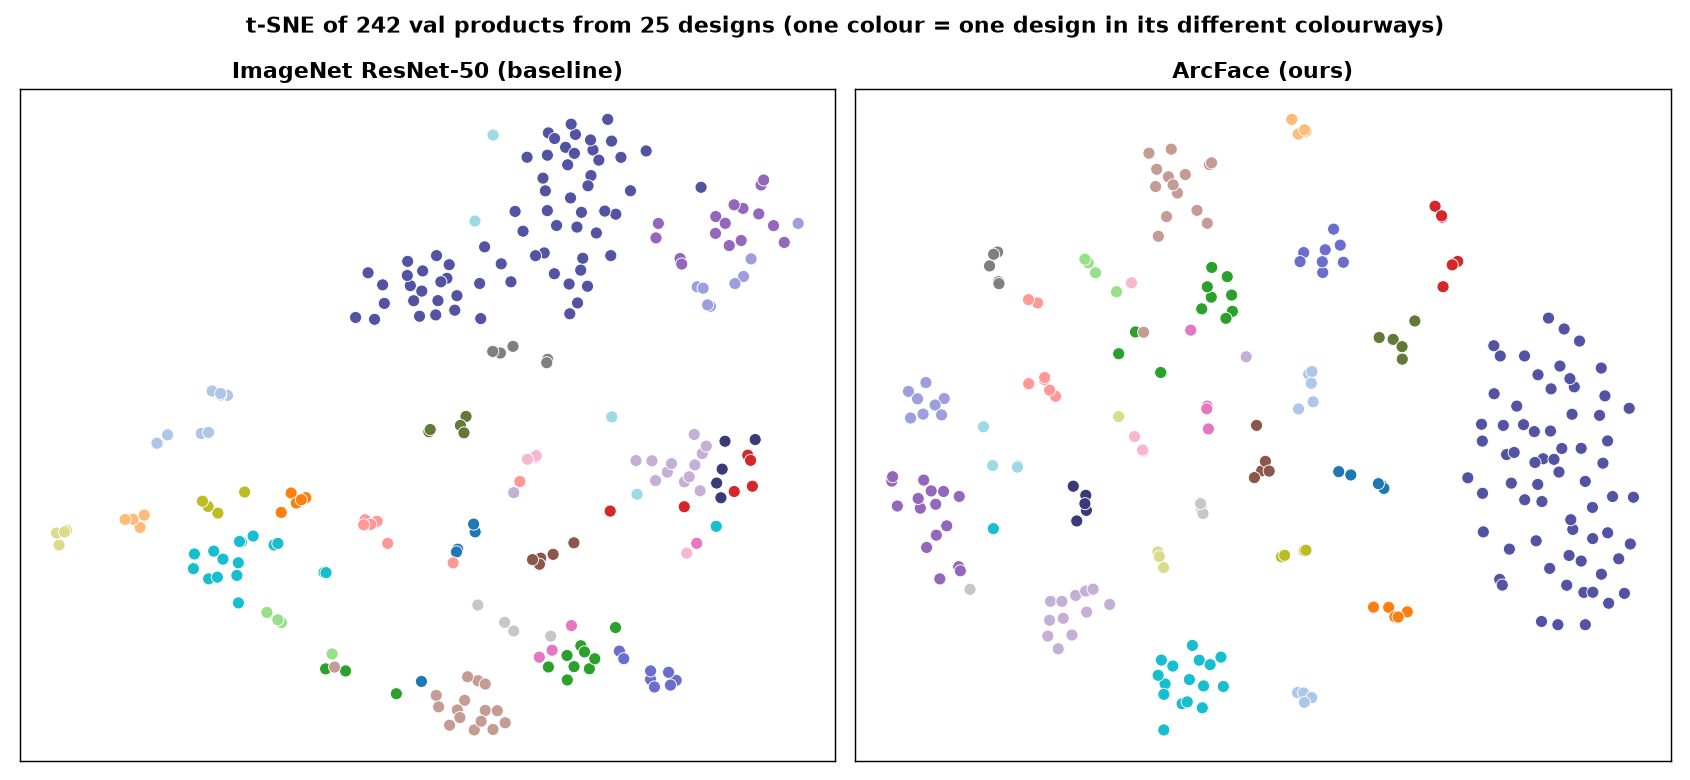 t-SNE of 242 val products from 25 designs (one colour = one design in its different colourways)
ImageNet ResNet-50 (baseline)
ArcFace (ours)